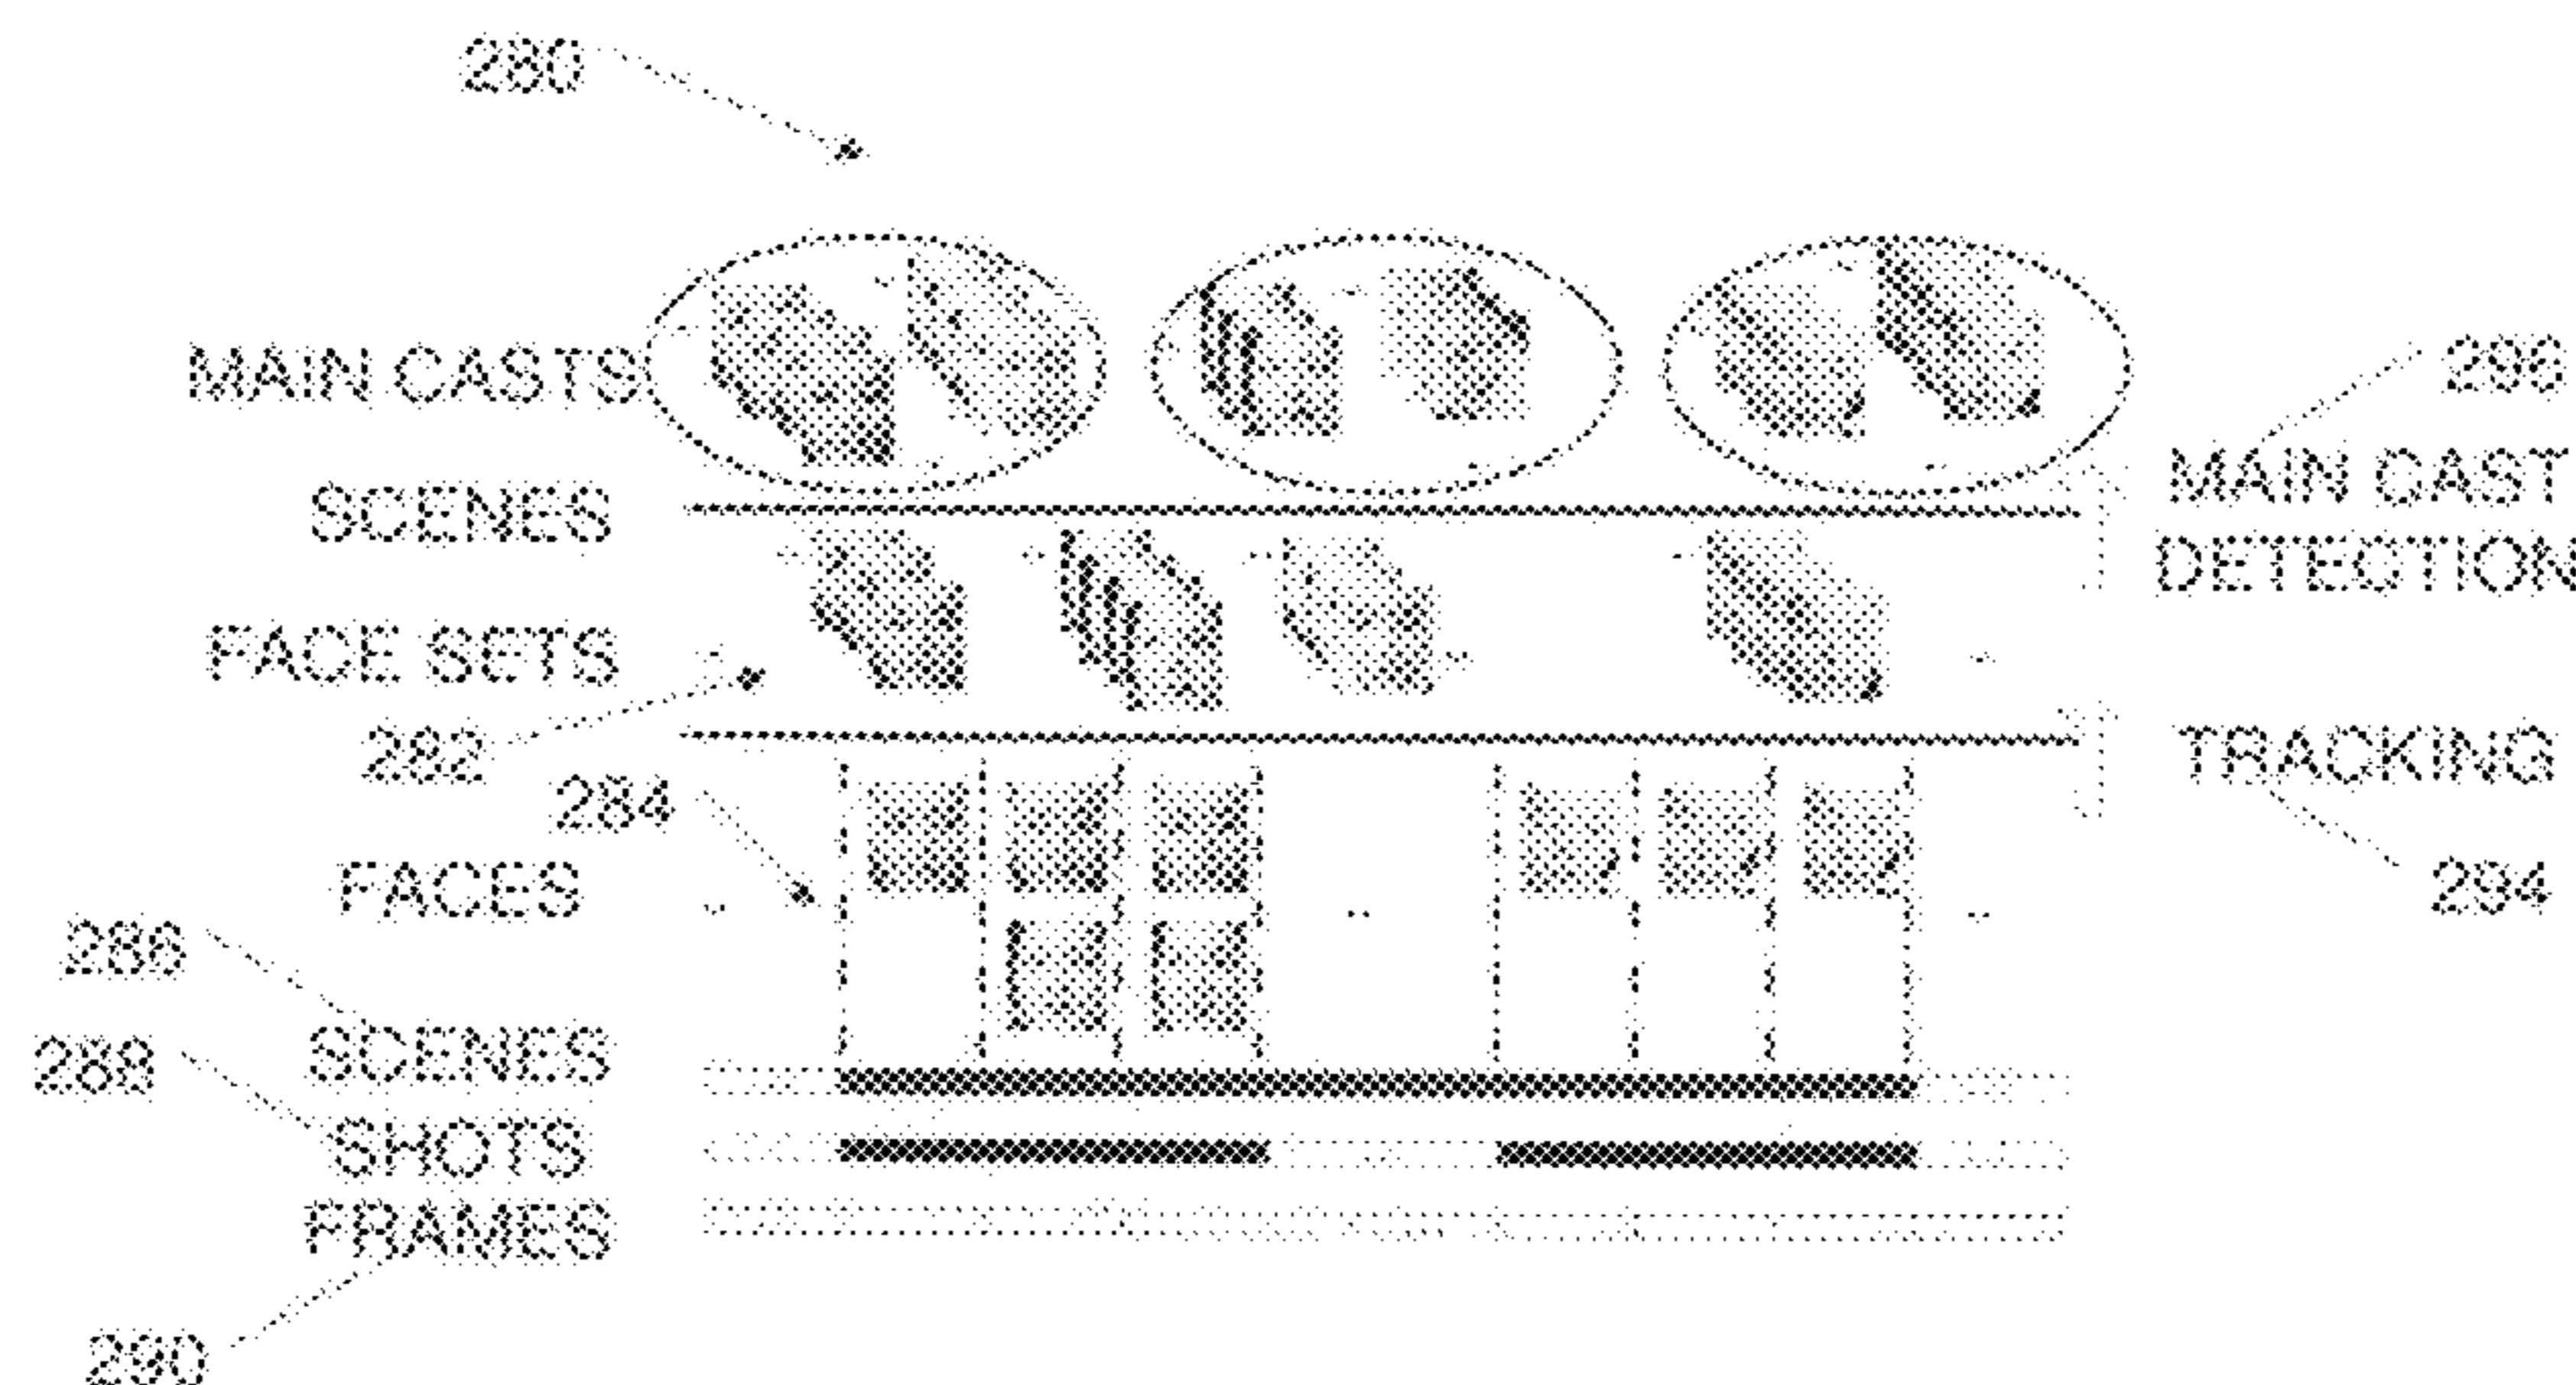 280
MAIN CASTS
296
MAIN CAST
DETECTION
SCENES
FACE SETS
282
TRACKING
284
FACES
294
286
SCENES
288
SHOTS
FRAMES
290